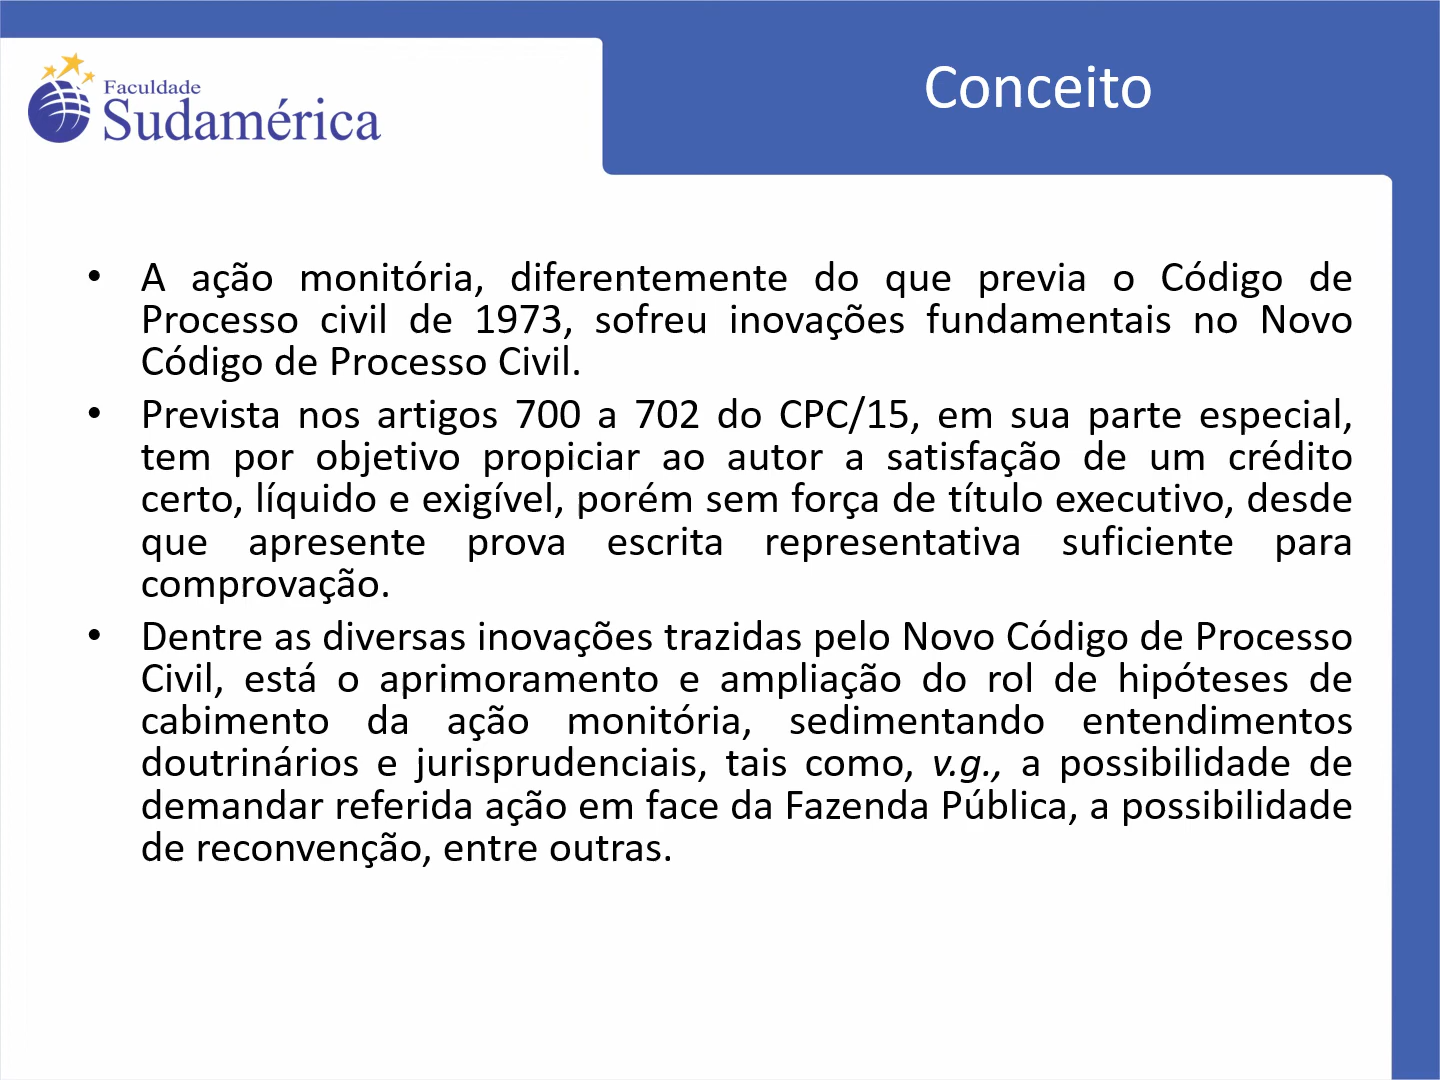 Faculdade
Sudamérica
Conceito
• A ação monitória, diferentemente do que previa o Código de
Processo civil de 1973, sofreu inovações fundamentais no Novo
Código de Processo Civil.
• Prevista nos artigos 700 a 702 do CPC/15, em sua parte especial,
tem por objetivo propiciar ao autor a satisfação de um crédito
certo, líquido e exigível, porém sem força de título executivo, desde
que apresente prova escrita representativa suficiente para
comprovação.
• Dentre as diversas inovações trazidas pelo Novo Código de Processo
Civil, está o aprimoramento e ampliação do rol de hipóteses de
cabimento da ação monitória, sedimentando entendimentos
doutrinários e jurisprudenciais, tais como, v.g., a possibilidade de
demandar referida ação em face da Fazenda Pública, a possibilidade
de reconvenção, entre outras.